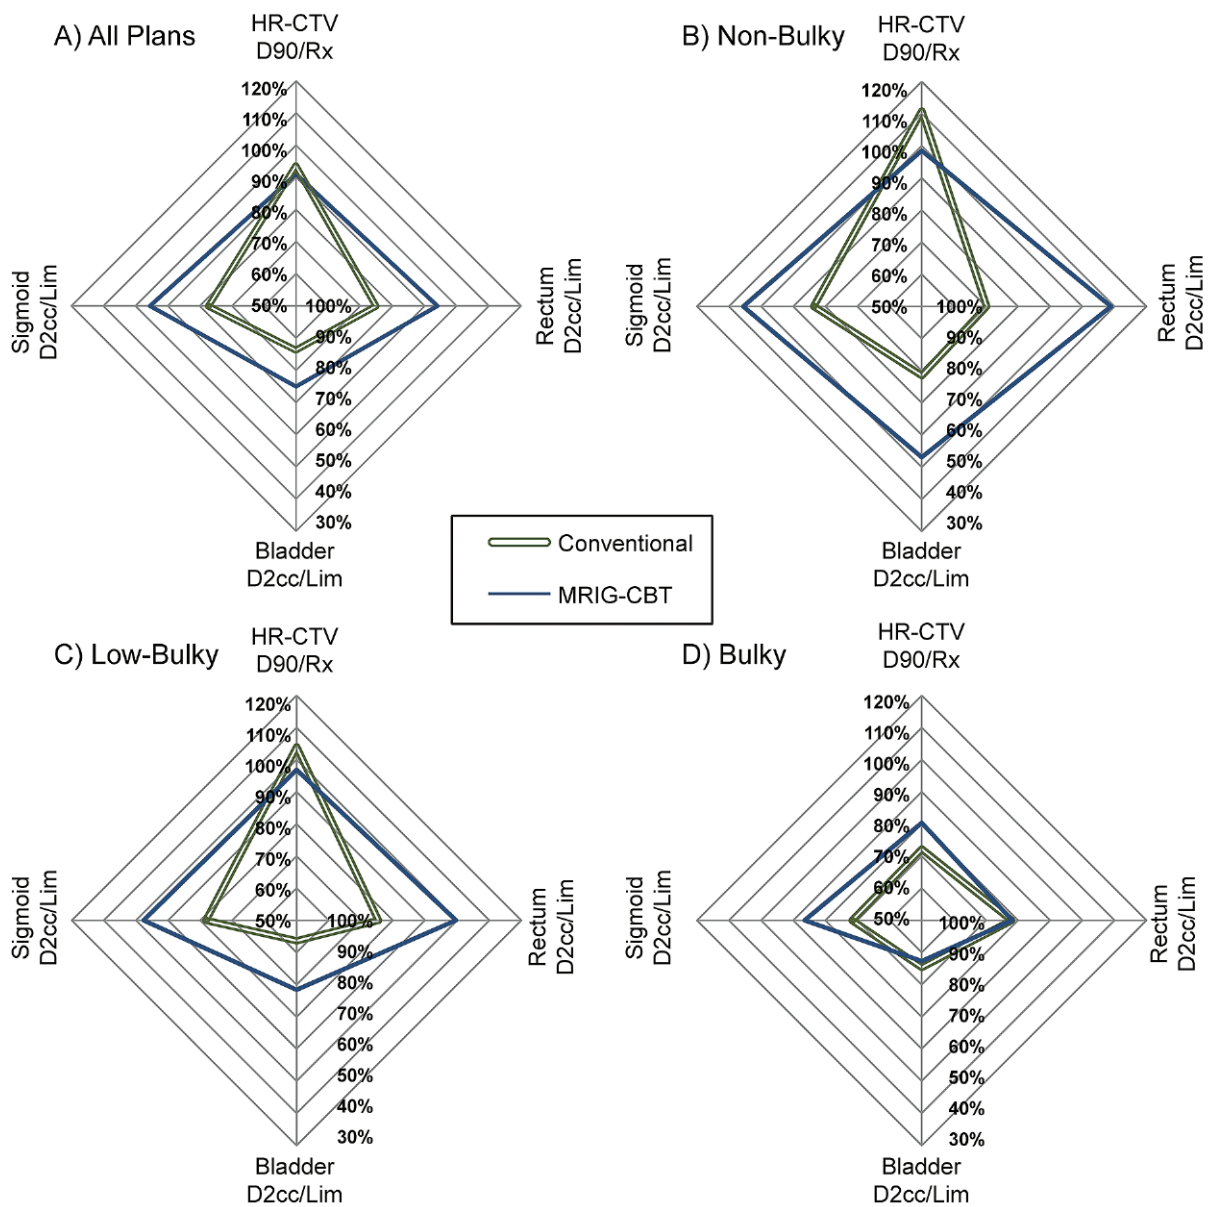 A) All Plans
HR-CTV
D90/Rx
120%
110%
100%
90%
80%
70%
60%
50%
100%
90%
80%
70%
60%
50%
40%
30%
Sigmoid
D2cc/Lim
Rectum
D2cc/Lim
Bladder
D2cc/Lim
B) Non-Bulky
HR-CTV
D90/Rx
120%
110%
100%
90%
80%
70%
60%
50%
100%
90%
80%
70%
60%
50%
40%
30%
Sigmoid
D2cc/Lim
Rectum
D2cc/Lim
Bladder
D2cc/Lim
Conventional
MRIG-CBT
C) Low-Bulky
HR-CTV
D90/Rx
120%
110%
100%
90%
80%
70%
60%
50%
100%
90%
80%
70%
60%
50%
40%
30%
Sigmoid
D2cc/Lim
Rectum
D2cc/Lim
Bladder
D2cc/Lim
D) Bulky
HR-CTV
D90/Rx
120%
110%
100%
90%
80%
70%
60%
50%
100%
90%
80%
70%
60%
50%
40%
30%
Sigmoid
D2cc/Lim
Rectum
D2cc/Lim
Bladder
D2cc/Lim